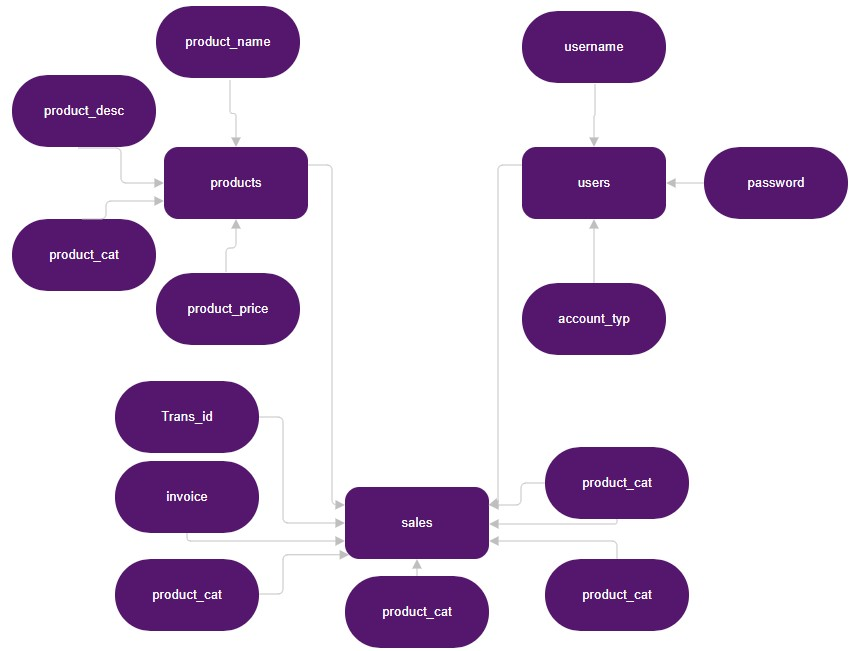 product_name
username
product_desc
products
users
password
product_cat
product_price
account_typ
Trans_id
invoice
product_cat
sales
product_cat
product_cat
product_cat